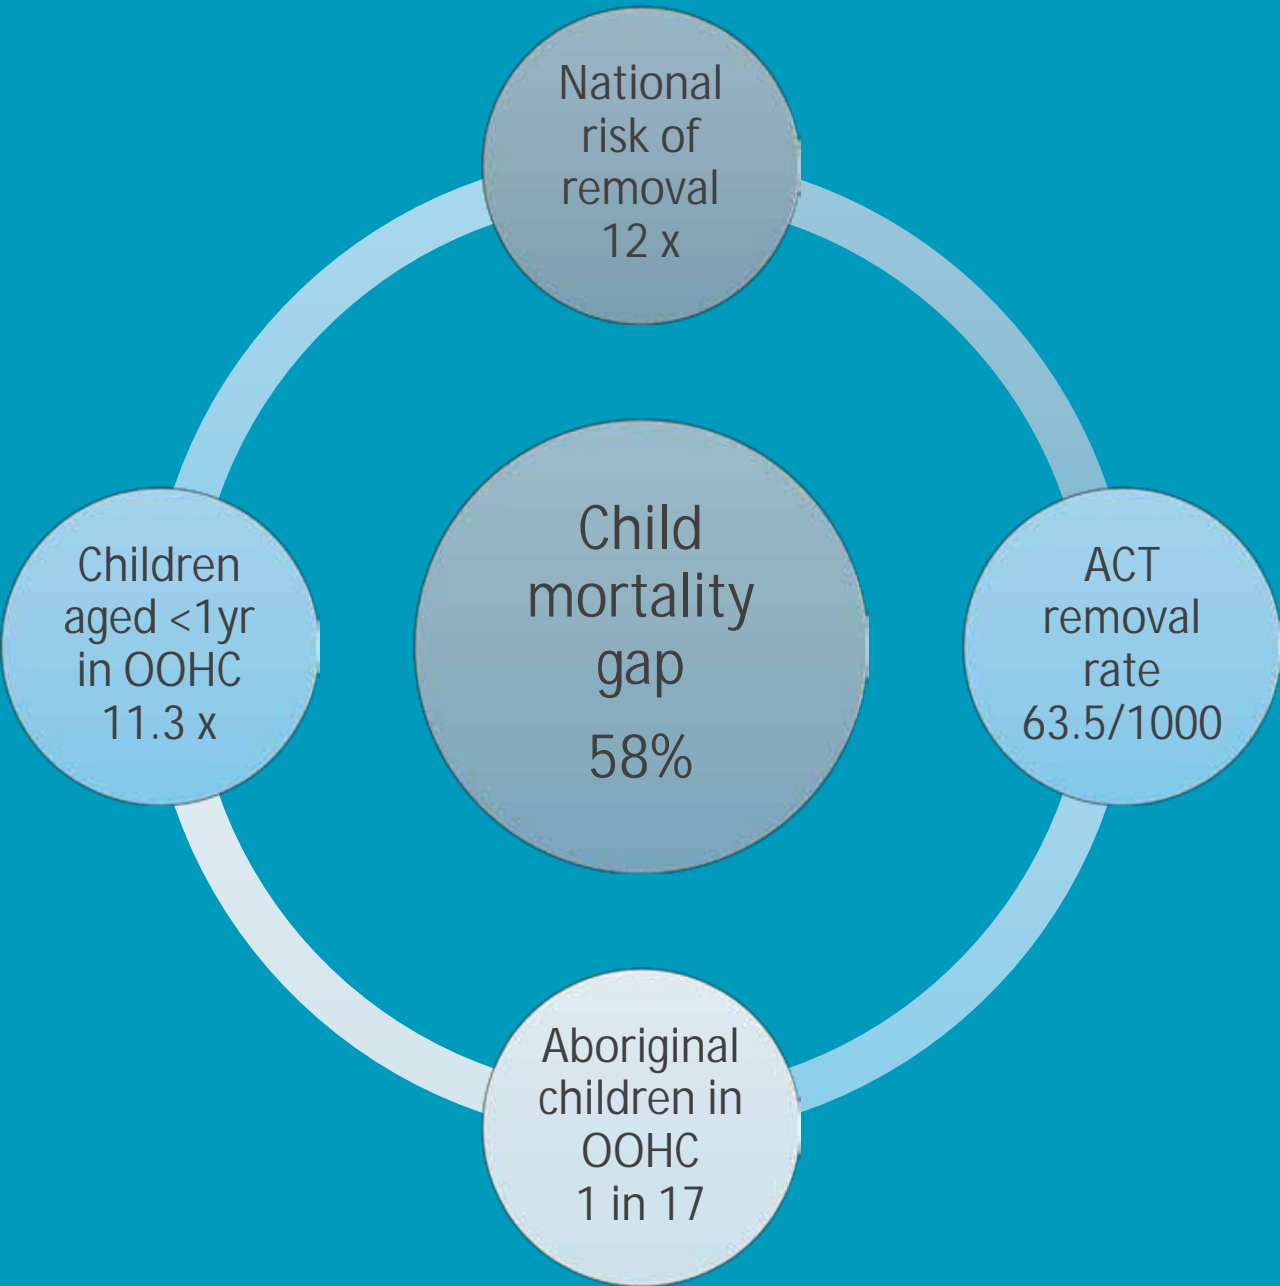 National
risk of
removal
12 x
Child
mortality
gap
58%
Children
aged <1yr
in OOHC
11.3 x
ACT
removal
rate
63.5/1000
Aboriginal
children in
OOHC
1 in 17